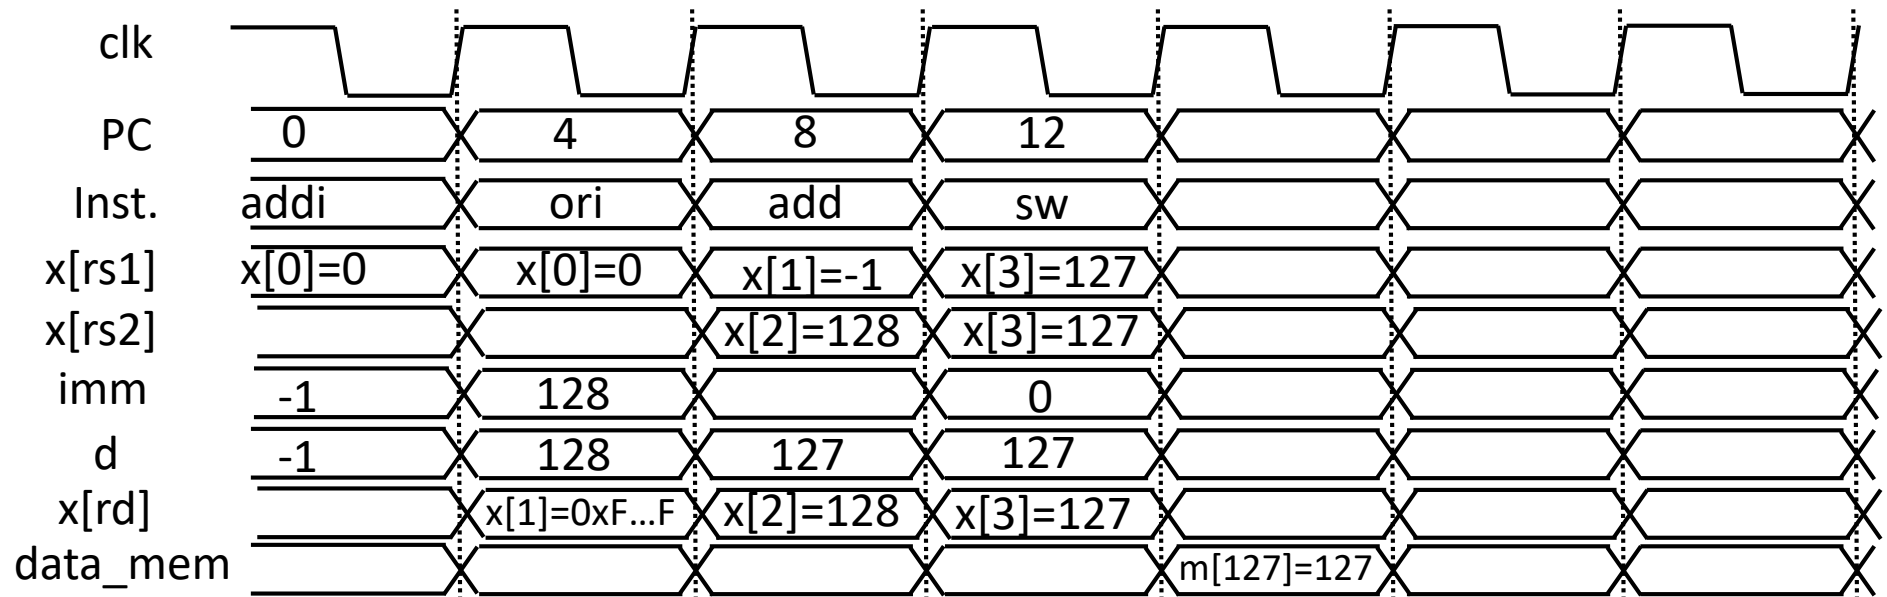 clk
PC 0 4 8 12
Inst. addi ori add sw
x[rs1] x[0]=0 x[0]=0 x[1]=-1 x[3]=127
x[rs2] x[2]=128 x[3]=127
imm -1 128 0
d -1 128 127 127
x[rd] x[1]=0xF...F x[2]=128 x[3]=127
data_mem m[127]=127